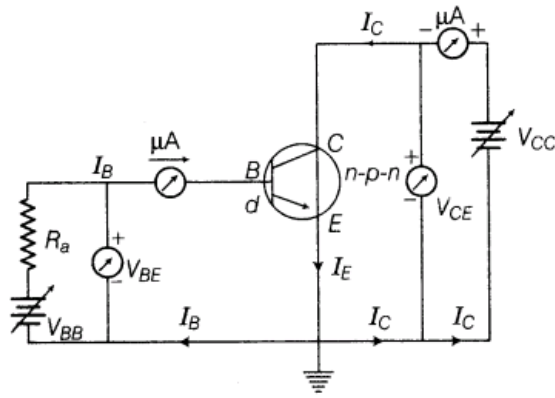 I_C
− μA +
V_CC
μA
I_B
B
C
n-p-n
+
−
V_CE
d
E
R_a
+
−
V_BE
I_E
V_BB
I_B
I_C
I_C